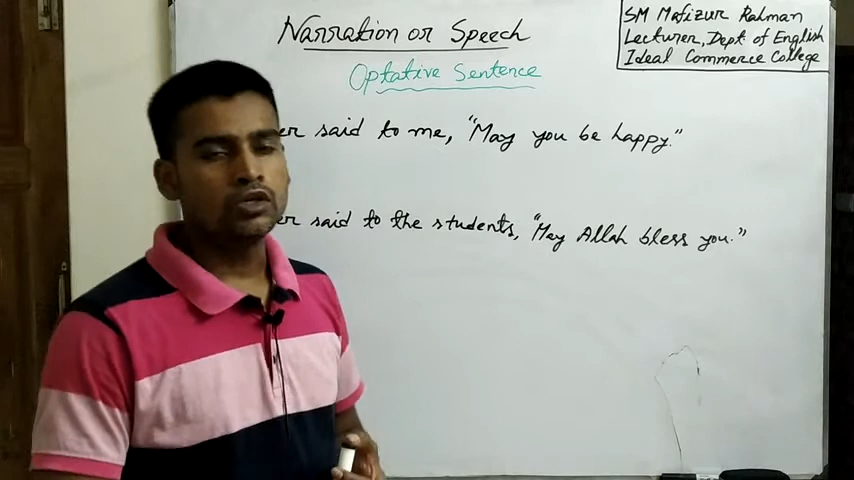 Narration or Speech
SM Mafizur Rahman
Lecturer, Dept. of English
Ideal Commerce College
Optative Sentence
said to me, "May you be happy."
said to the students, "May Allah bless you."